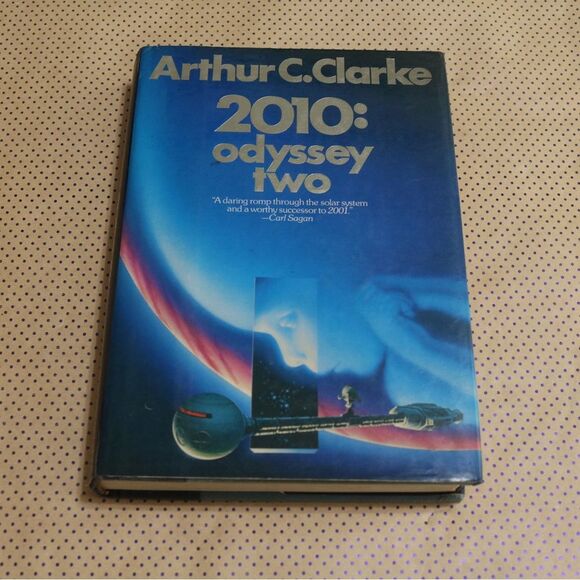 Arthur C. Clarke
2010:
odyssey
two
"A daring romp through the solar system
and a worthy successor to 2001."
—Carl Sagan